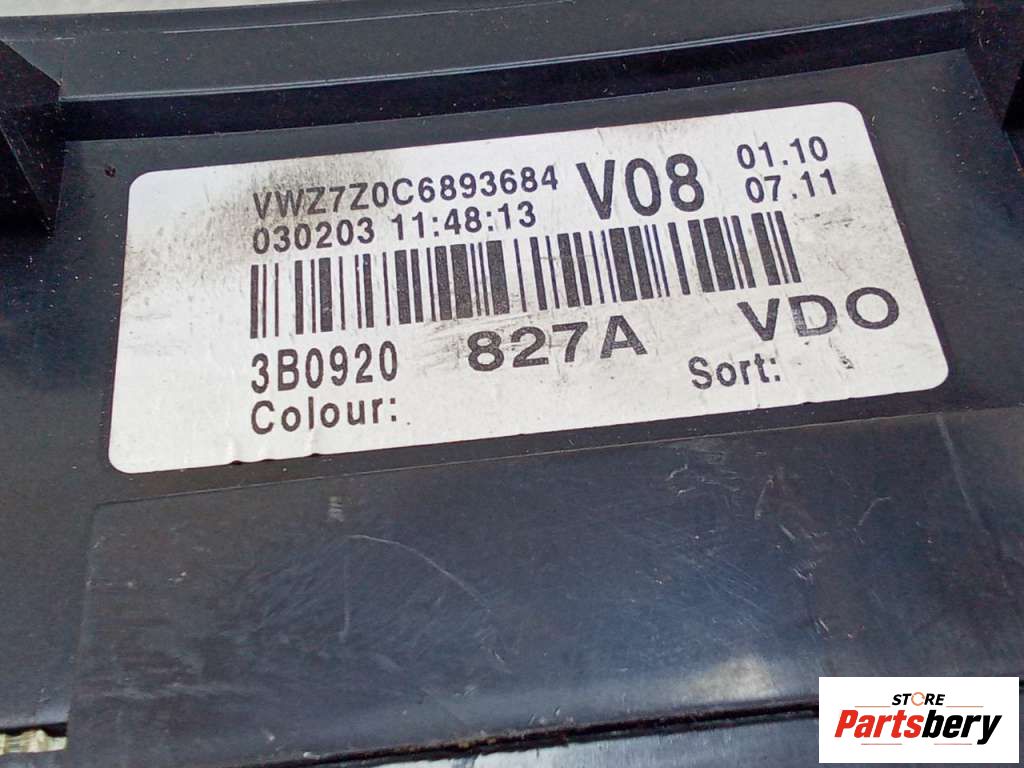 VWZ7Z0C6893684 V08 01.10
030203 11:48:13 07.11
3B0920 827A VDO
Colour: Sort:
STORE
Partsbery